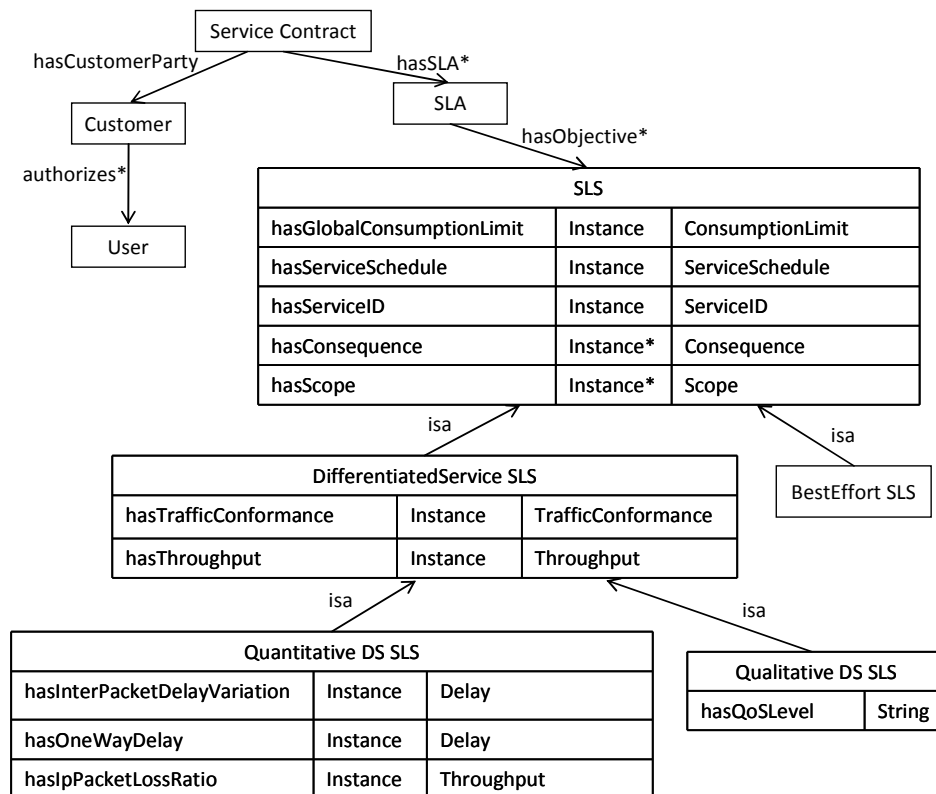 Service Contract
hasCustomerParty
hasSLA*
SLA
Customer
hasObjective*
authorizes*
User
SLS
hasGlobalConsumptionLimit Instance ConsumptionLimit
hasServiceSchedule Instance ServiceSchedule
hasServiceID Instance ServiceID
hasConsequence Instance* Consequence
hasScope Instance* Scope
isa
isa
DifferentiatedService SLS
hasTrafficConformance Instance TrafficConformance
hasThroughput Instance Throughput
BestEffort SLS
isa
isa
Quantitative DS SLS
hasInterPacketDelayVariation Instance Delay
hasOneWayDelay Instance Delay
hasIpPacketLossRatio Instance Throughput
Qualitative DS SLS
hasQoSLevel String